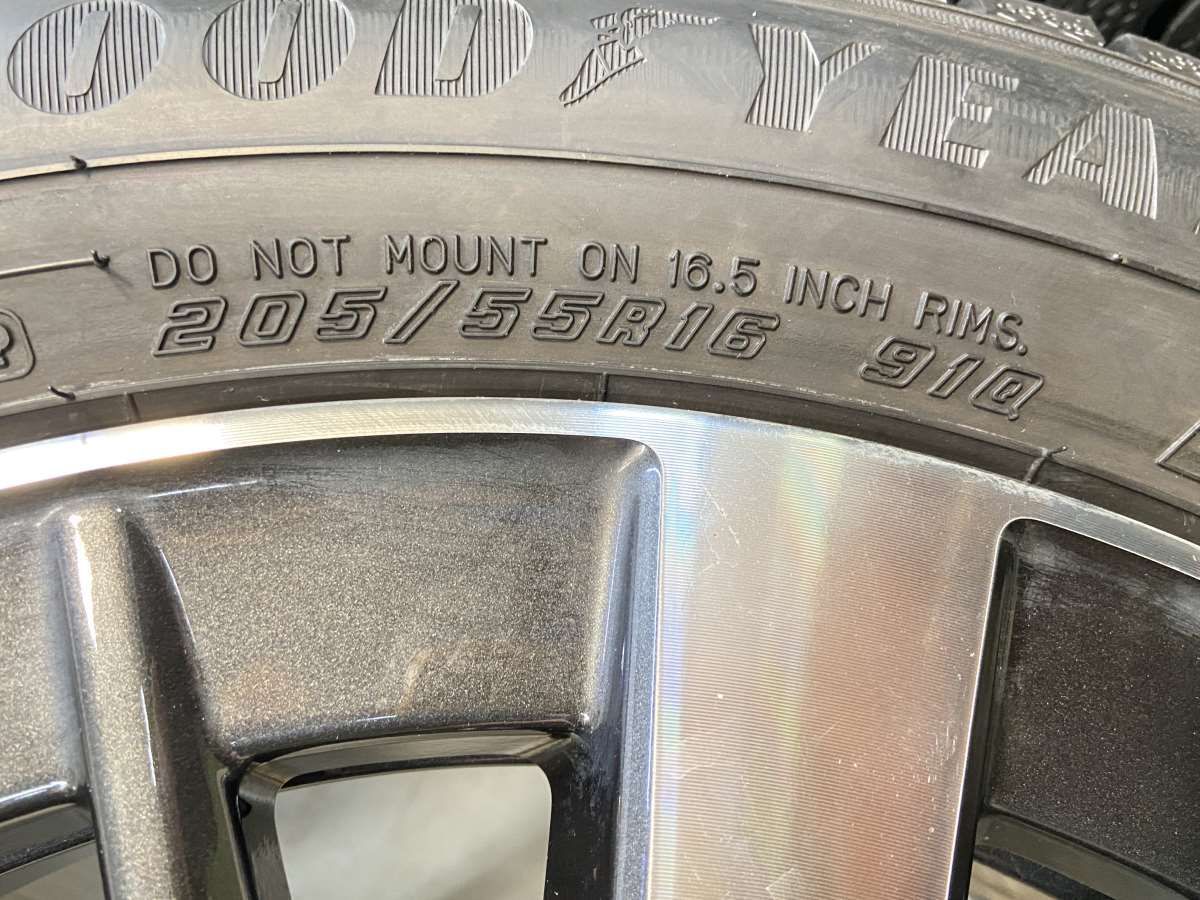 GOODYEA
DO NOT MOUNT ON 16.5 INCH RIMS.
205/55R16 91Q